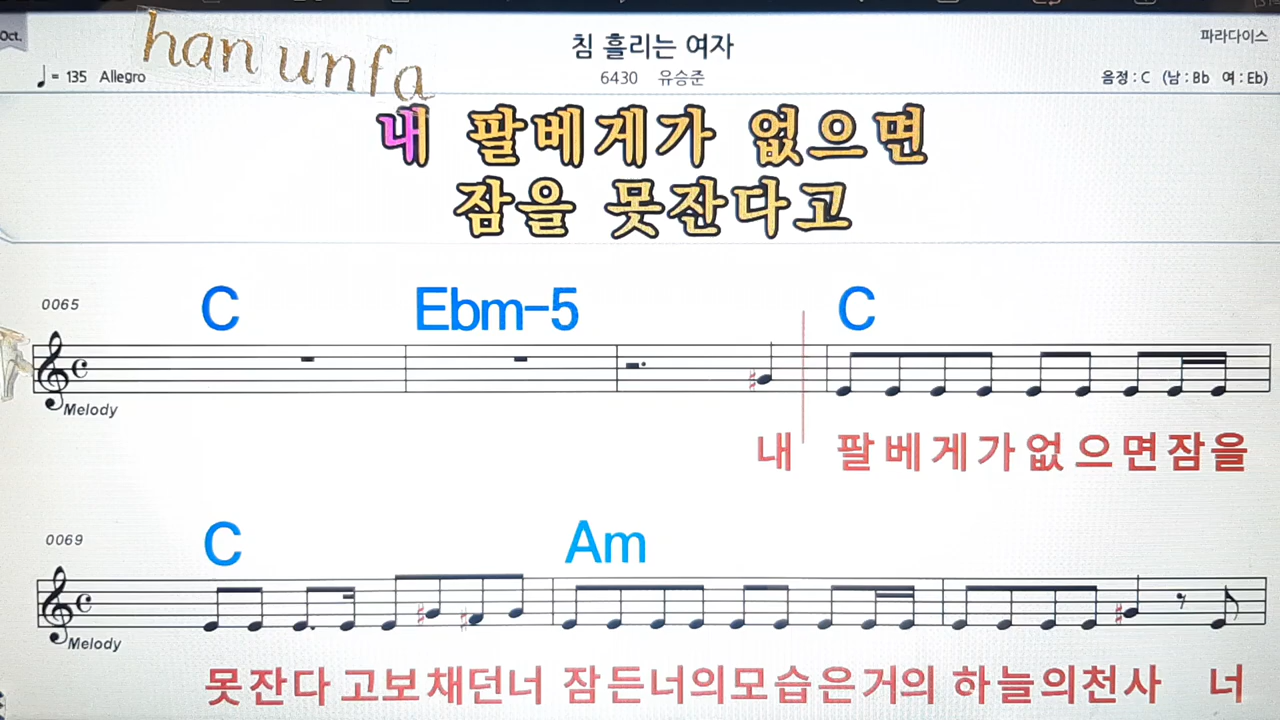 Oct.
han unfa
침 흘리는 여자
파라다이스
= 135 Allegro
6430 유승준
음정 : C (남 : Bb 여 : Eb)
내 팔베게가 없으면
잠을 못잔다고
0065
C Ebm-5 C
Melody
내 팔베게가없 으면잠을
0069
C Am
Melody
못잔다 고보채던너 잠든너의모습은거의 하늘의천사 너